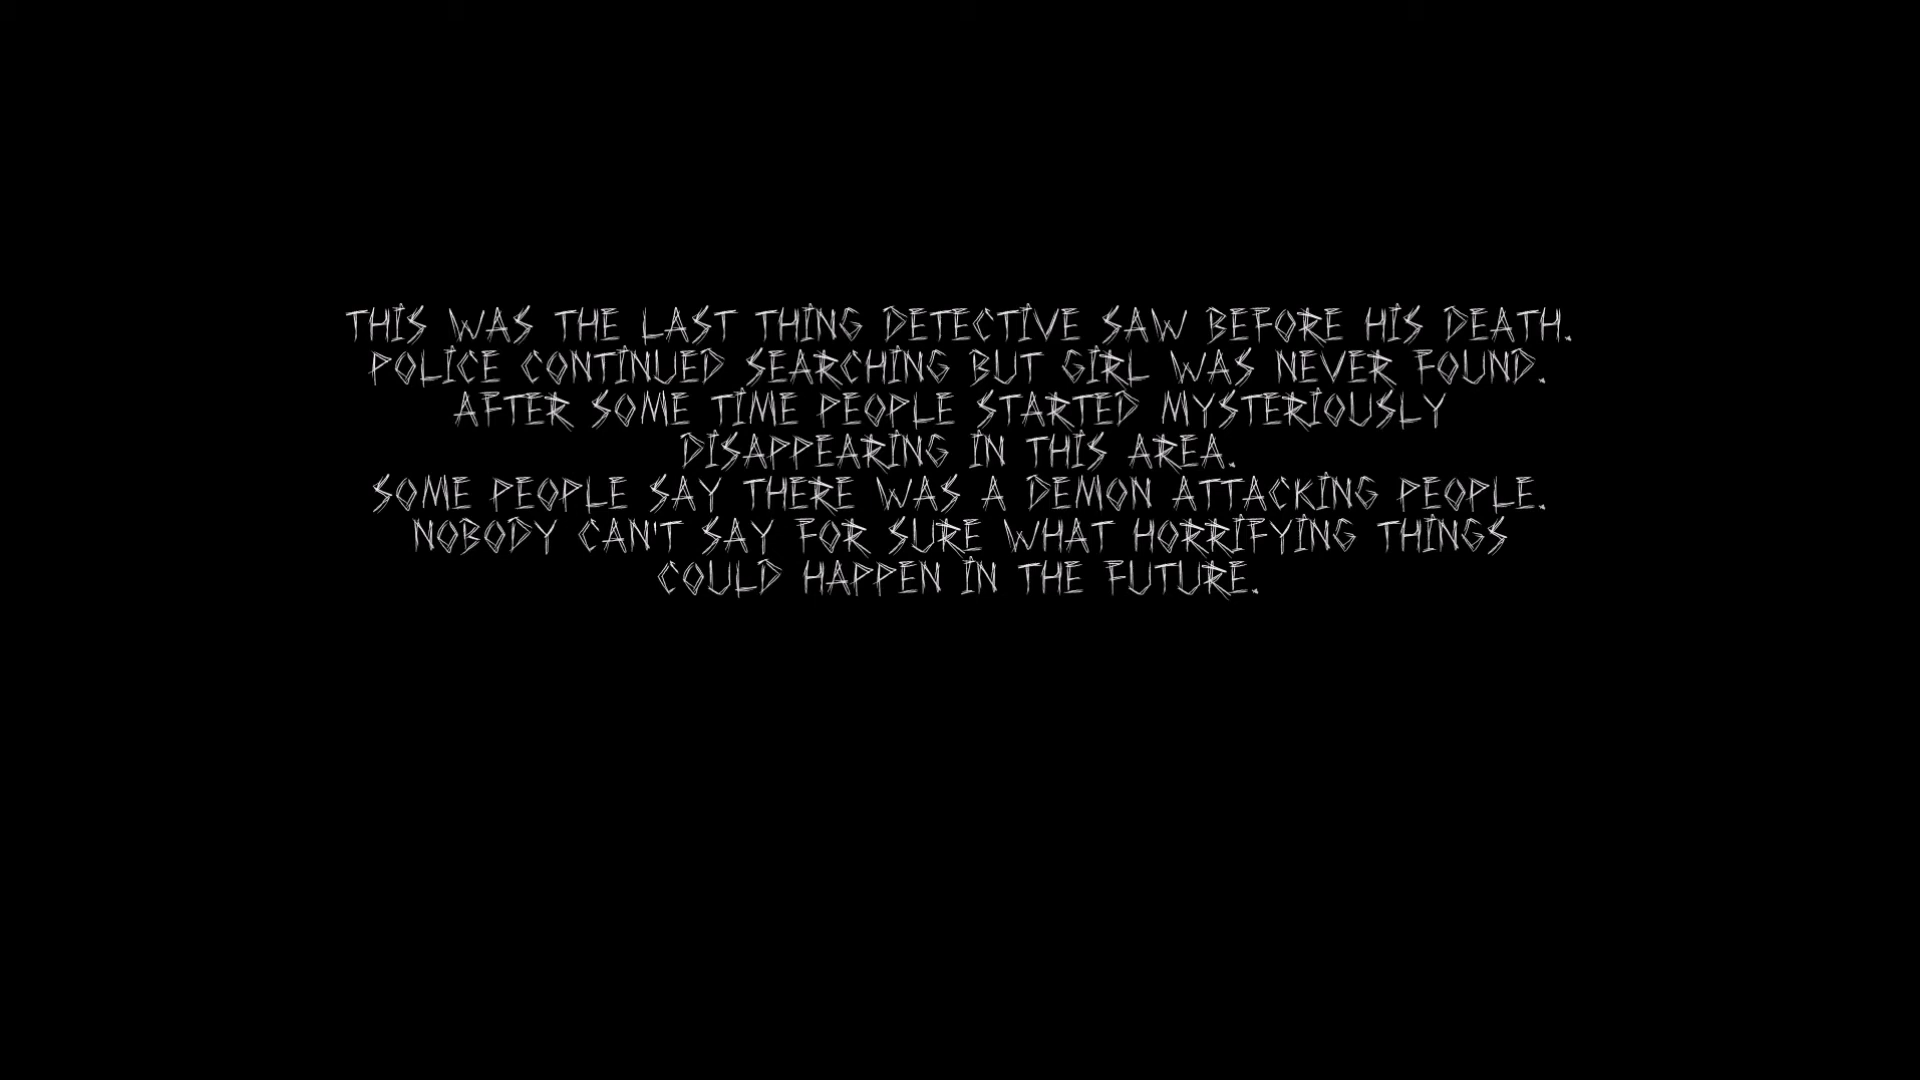 THIS WAS THE LAST THING DETECTIVE SAW BEFORE HIS DEATH.
POLICE CONTINUED SEARCHING BUT GIRL WAS NEVER FOUND.
AFTER SOME TIME PEOPLE STARTED MYSTERIOUSLY
DISAPPEARING IN THIS AREA.
SOME PEOPLE SAY THERE WAS A DEMON ATTACKING PEOPLE.
NOBODY CAN'T SAY FOR SURE WHAT HORRIFYING THINGS
COULD HAPPEN IN THE FUTURE.